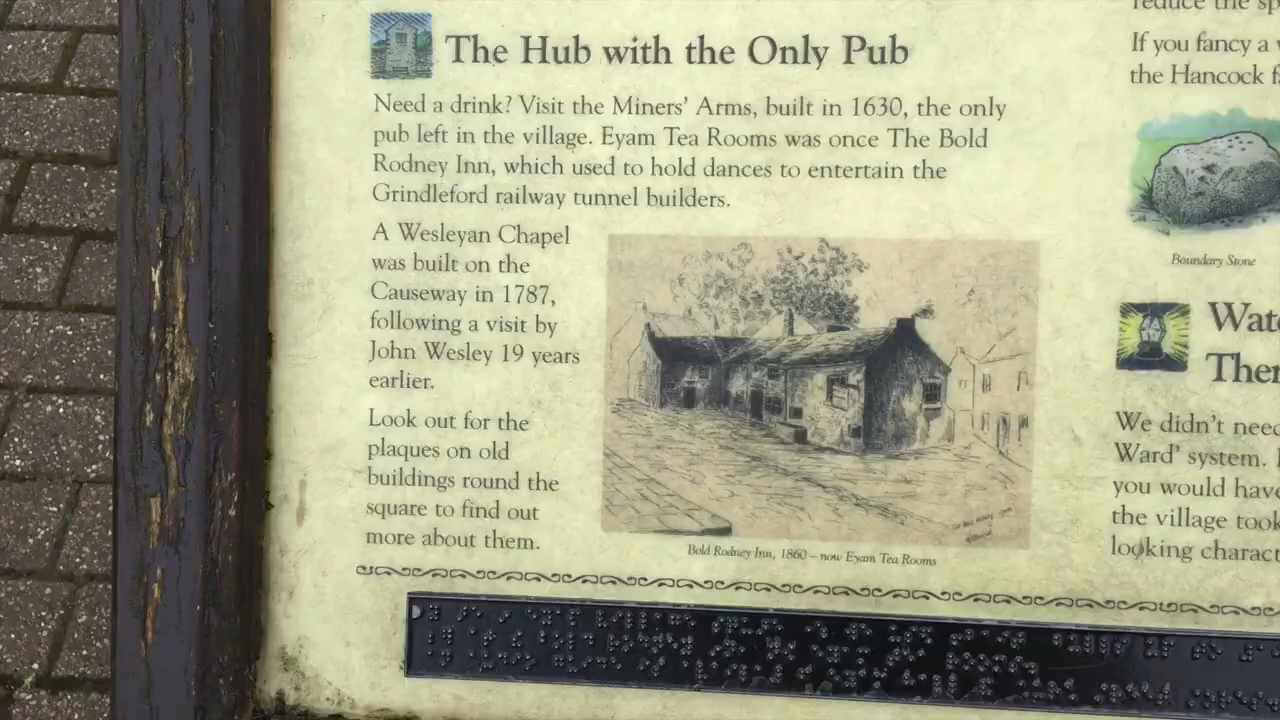 The Hub with the Only Pub
Need a drink? Visit the Miners' Arms, built in 1630, the only
pub left in the village. Eyam Tea Rooms was once The Bold
Rodney Inn, which used to hold dances to entertain the
Grindleford railway tunnel builders.
A Wesleyan Chapel
was built on the
Causeway in 1787,
following a visit by
John Wesley 19 years
earlier.
Look out for the
plaques on old
buildings round the
square to find out
more about them.
Bold Rodney Inn, 1860 – now Eyam Tea Rooms
reduce the
If you fancy a
the Hancock
Boundary Stone
We didn't need
Ward' system.
you would have
the village took
looking